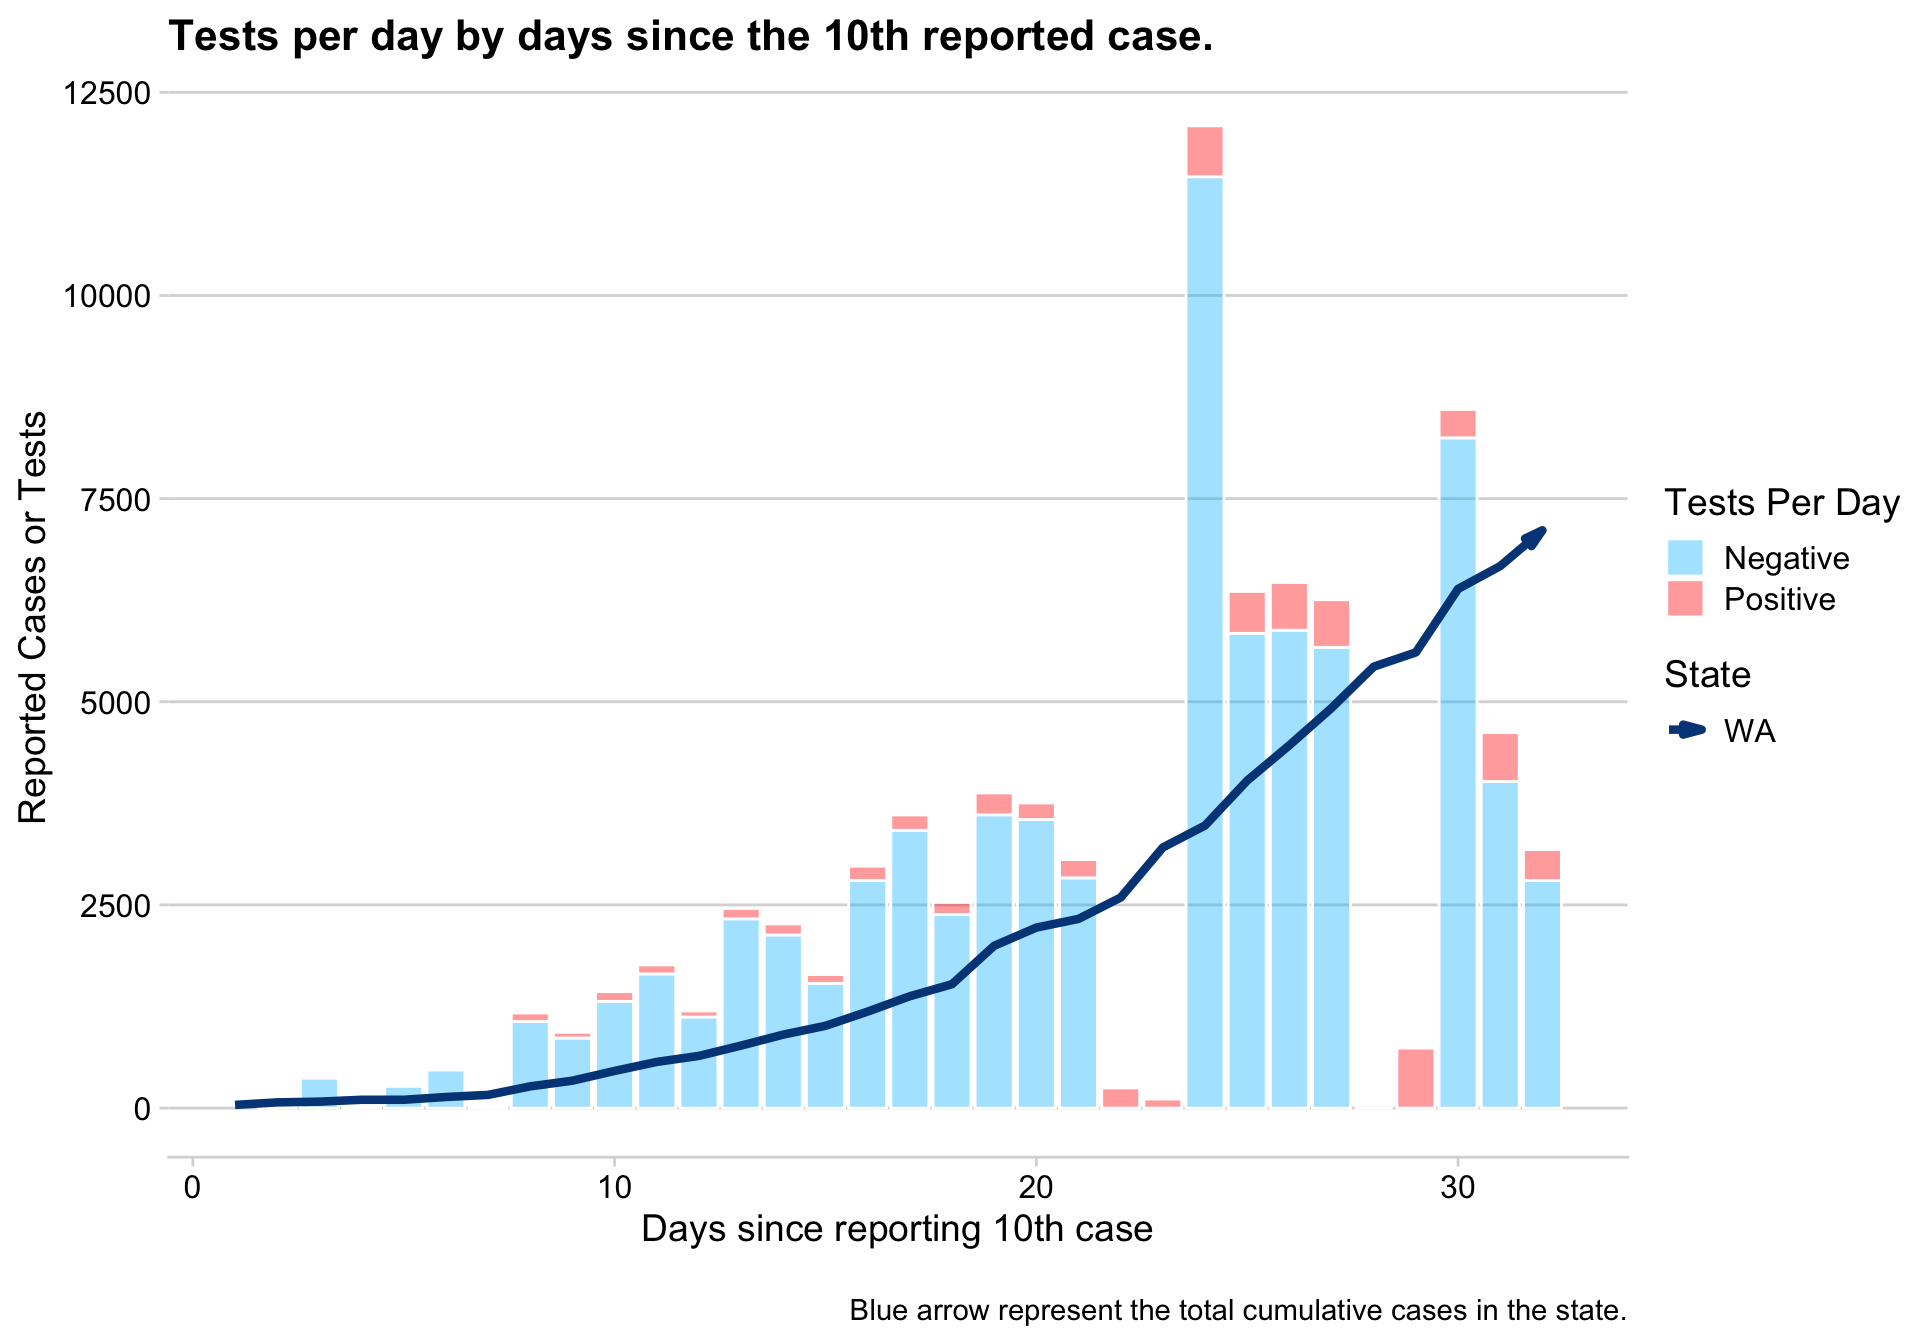 Tests per day by days since the 10th reported case.
12500
10000
7500
5000
2500
0
Reported Cases or Tests
0 10 20 30
Days since reporting 10th case
Tests Per Day
Negative
Positive
State
WA
Blue arrow represent the total cumulative cases in the state.